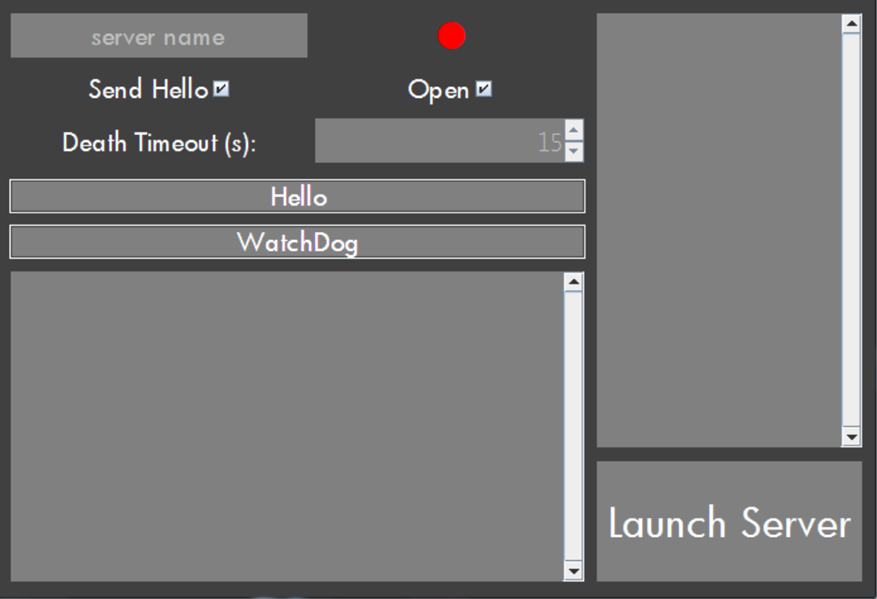 server name
Send Hello
Open
Death Timeout (s):
15
Hello
WatchDog
Launch Server